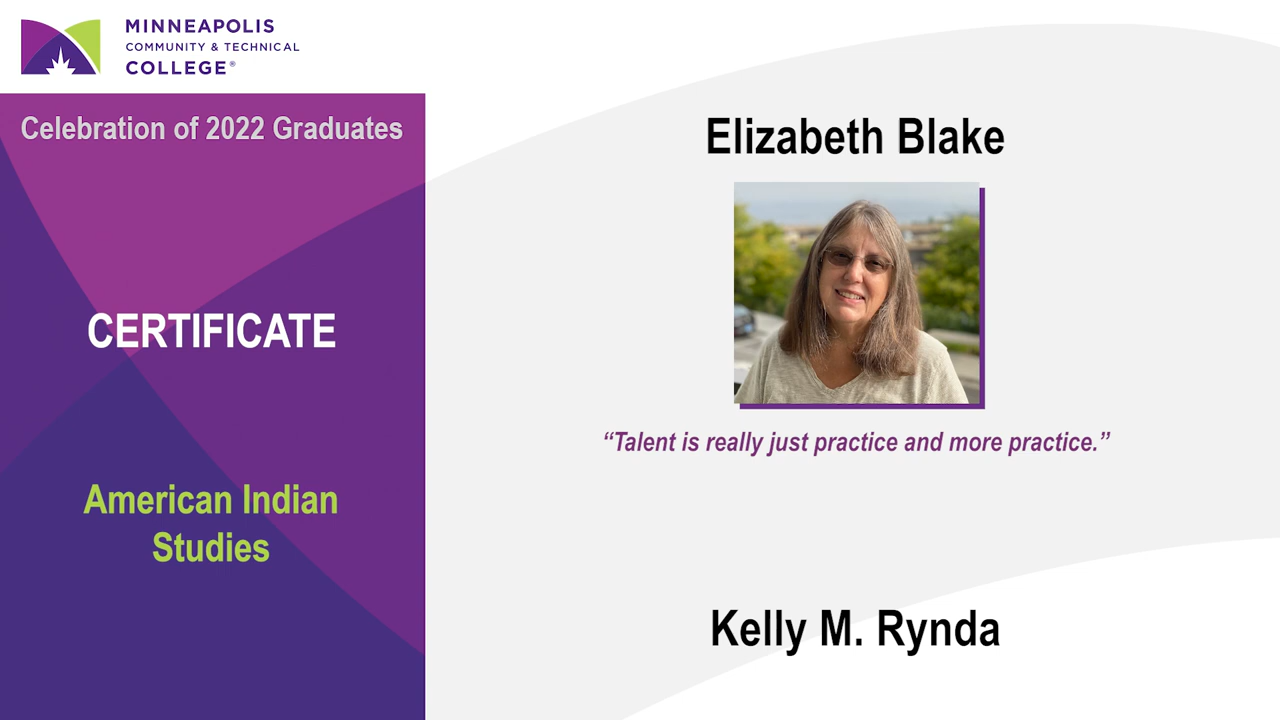 MINNEAPOLIS
COMMUNITY & TECHNICAL
COLLEGE®
Celebration of 2022 Graduates
CERTIFICATE
American Indian
Studies
Elizabeth Blake
“Talent is really just practice and more practice.”
Kelly M. Rynda